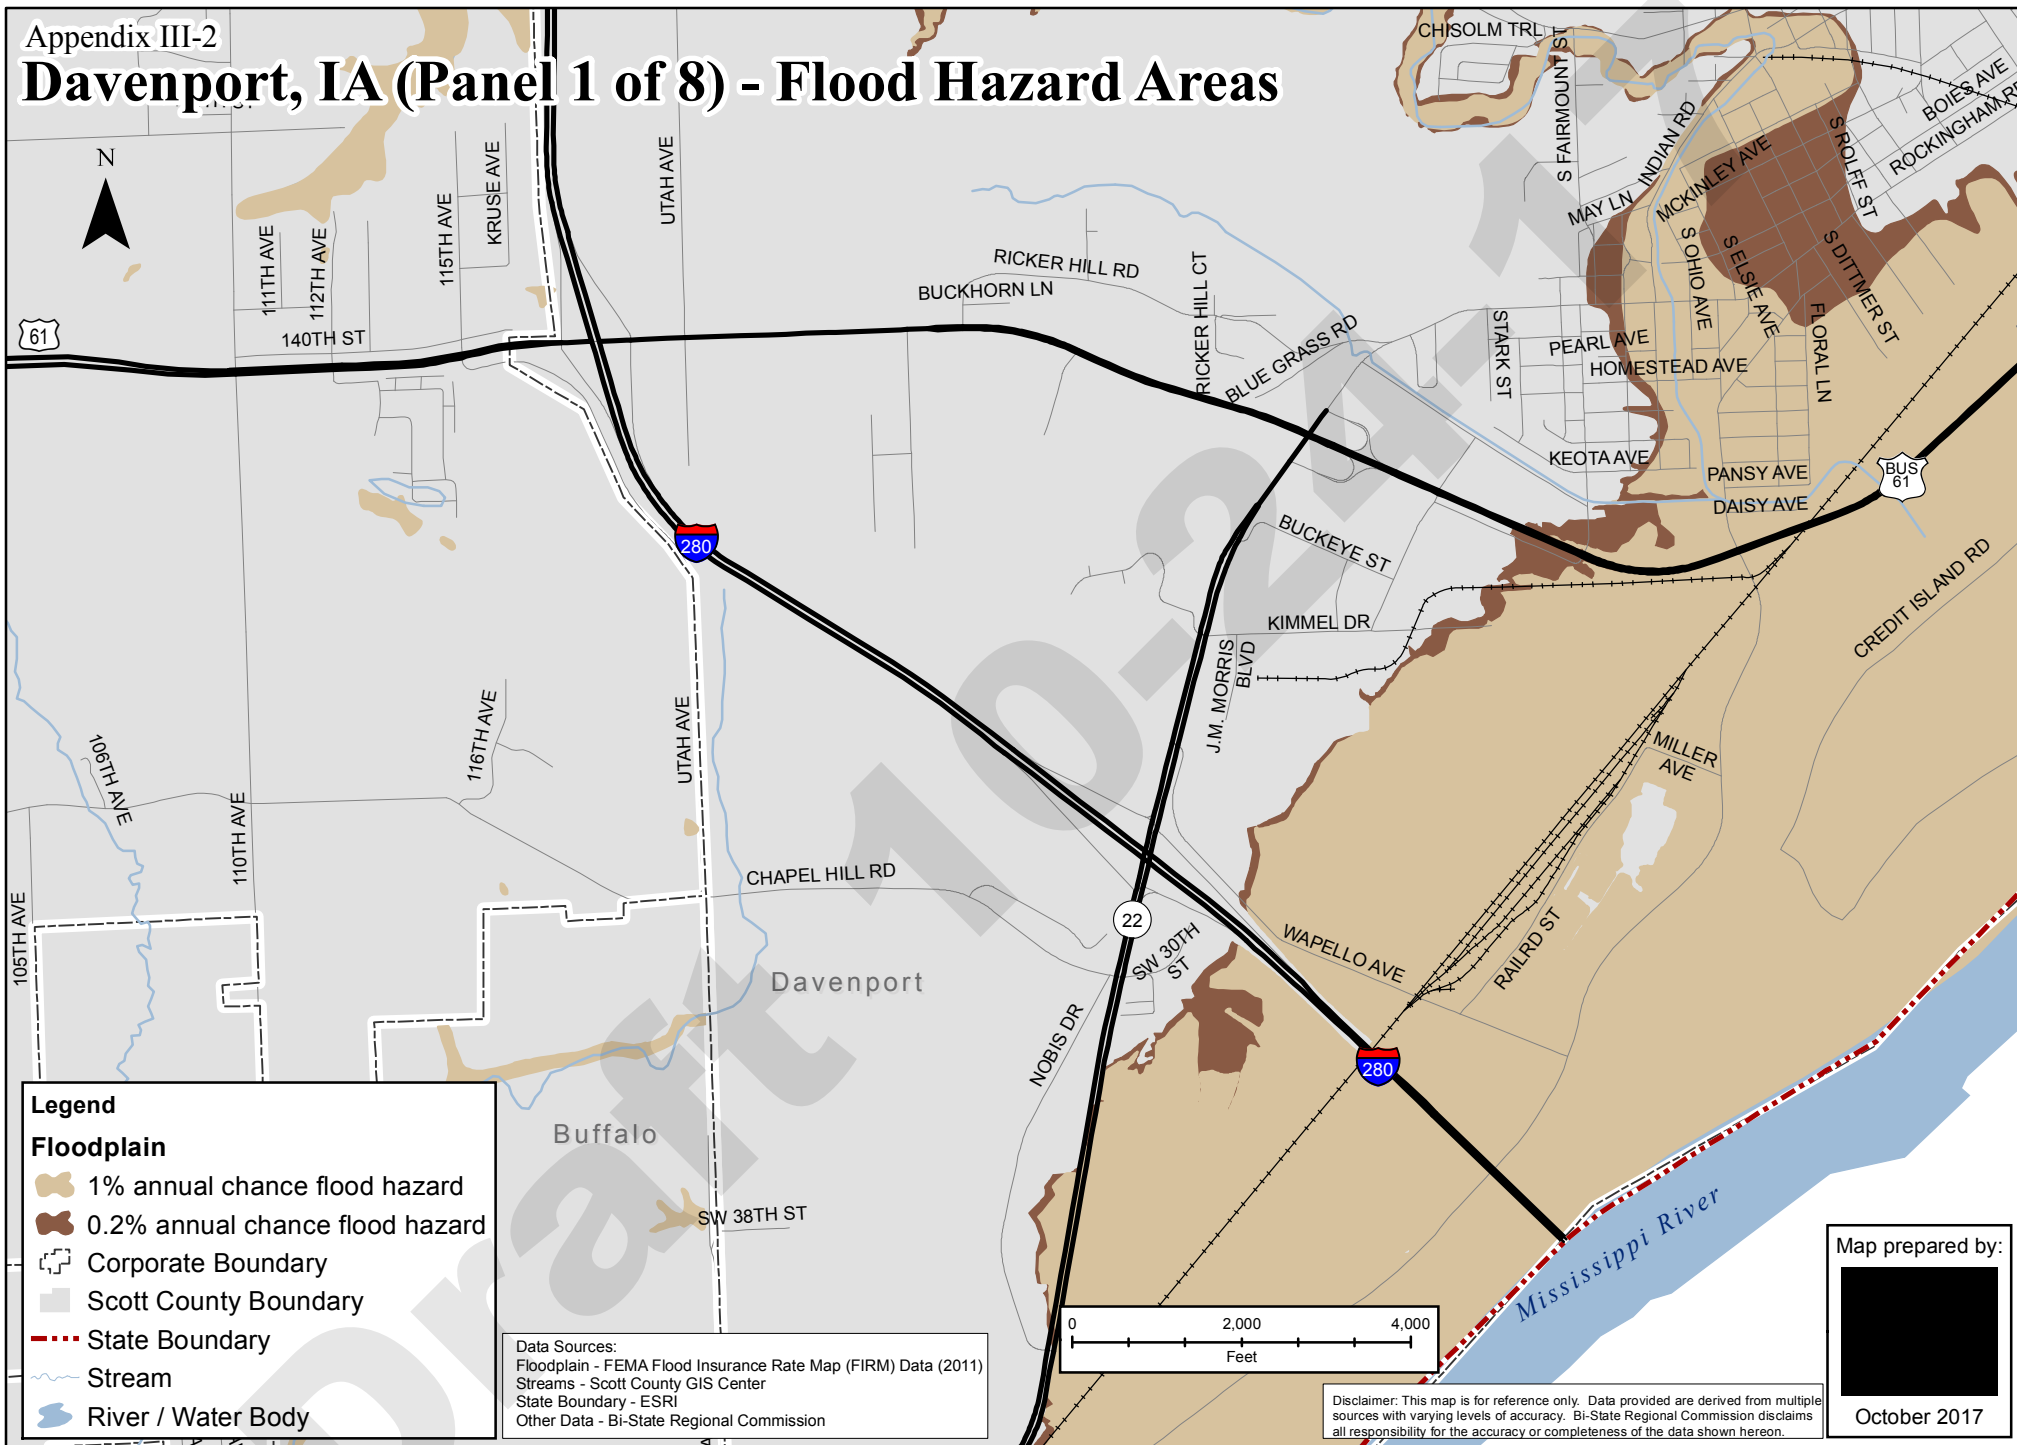 Appendix III-2
Davenport, IA (Panel 1 of 8) - Flood Hazard Areas
N
CHISOLM TRL
S FAIRMOUNT ST
BOIES AVE
ROCKINGHAM RD
S ROLFF ST
INDIAN RD
MCKINLEY AVE
MAY LN
S OHIO AVE
S ELSIE AVE
S DITTMER ST
FLORAL LN
UTAH AVE
KRUSE AVE
115TH AVE
111TH AVE
112TH AVE
140TH ST
61
RICKER HILL RD
BUCKHORN LN
RICKER HILL CT
BLUE GRASS RD
STARK ST
PEARL AVE
HOMESTEAD AVE
KEOTA AVE
PANSY AVE
DAISY AVE
BUS
61
280
BUCKEYE ST
KIMMEL DR
J.M. MORRIS
BLVD
CREDIT ISLAND RD
MILLER
AVE
106TH AVE
116TH AVE
UTAH AVE
110TH AVE
105TH AVE
CHAPEL HILL RD
22
SW 30TH
ST
WAPELLO AVE
RAILRD ST
Davenport
NOBIS DR
280
Buffalo
SW 38TH ST
Mississippi River
Draft 10-24-17
Legend
Floodplain
1% annual chance flood hazard
0.2% annual chance flood hazard
Corporate Boundary
Scott County Boundary
State Boundary
Stream
River / Water Body
Data Sources:
Floodplain - FEMA Flood Insurance Rate Map (FIRM) Data (2011)
Streams - Scott County GIS Center
State Boundary - ESRI
Other Data - Bi-State Regional Commission
0 2,000 4,000
Feet
Disclaimer: This map is for reference only. Data provided are derived from multiple
sources with varying levels of accuracy. Bi-State Regional Commission disclaims
all responsibility for the accuracy or completeness of the data shown hereon.
Map prepared by:
October 2017